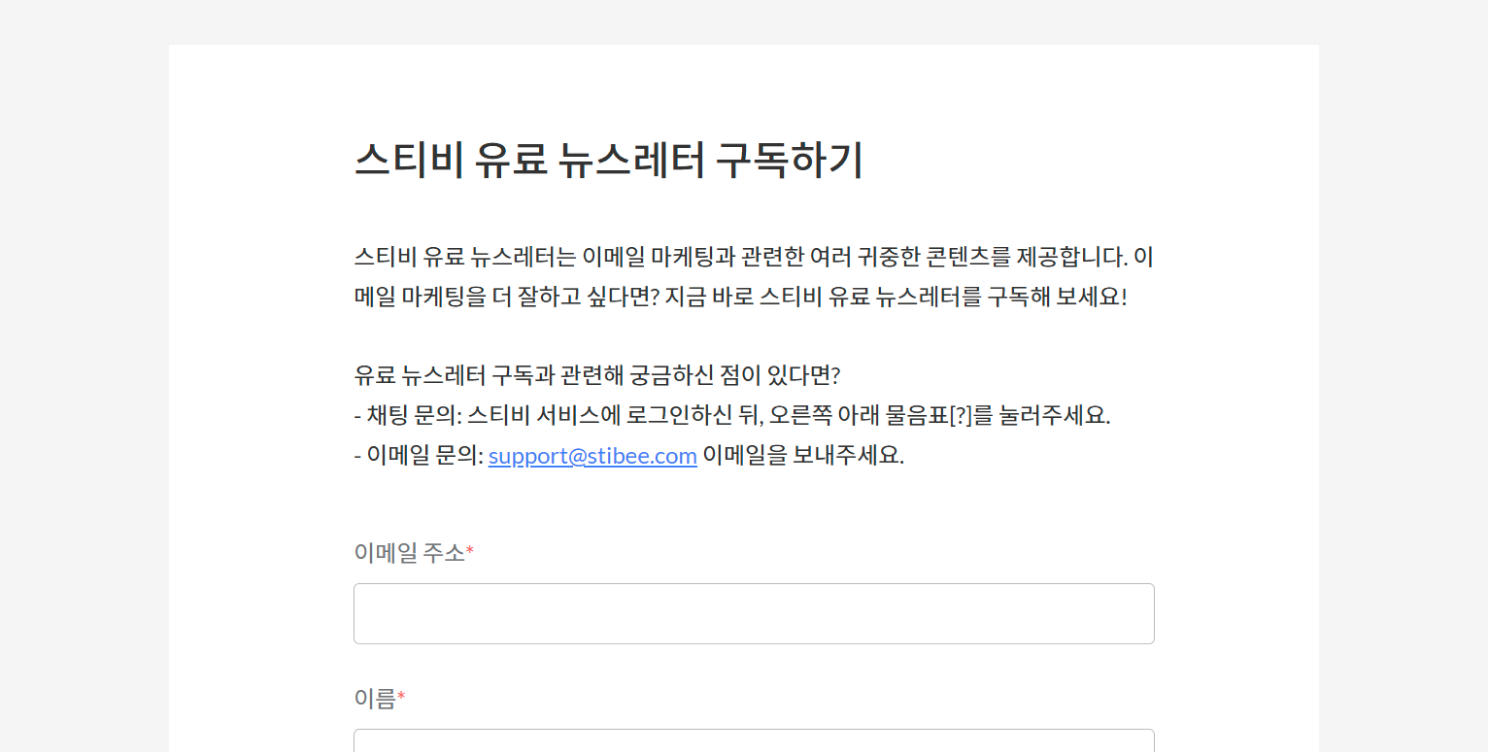 스티비 유료 뉴스레터 구독하기
스티비 유료 뉴스레터는 이메일 마케팅과 관련한 여러 귀중한 콘텐츠를 제공합니다. 이
메일 마케팅을 더 잘하고 싶다면? 지금 바로 스티비 유료 뉴스레터를 구독해 보세요!
유료 뉴스레터 구독과 관련해 궁금하신 점이 있다면?
- 채팅 문의: 스티비 서비스에 로그인하신 뒤, 오른쪽 아래 물음표[?]를 눌러주세요.
- 이메일 문의: support@stibee.com 이메일을 보내주세요.
이메일 주소*
이름*